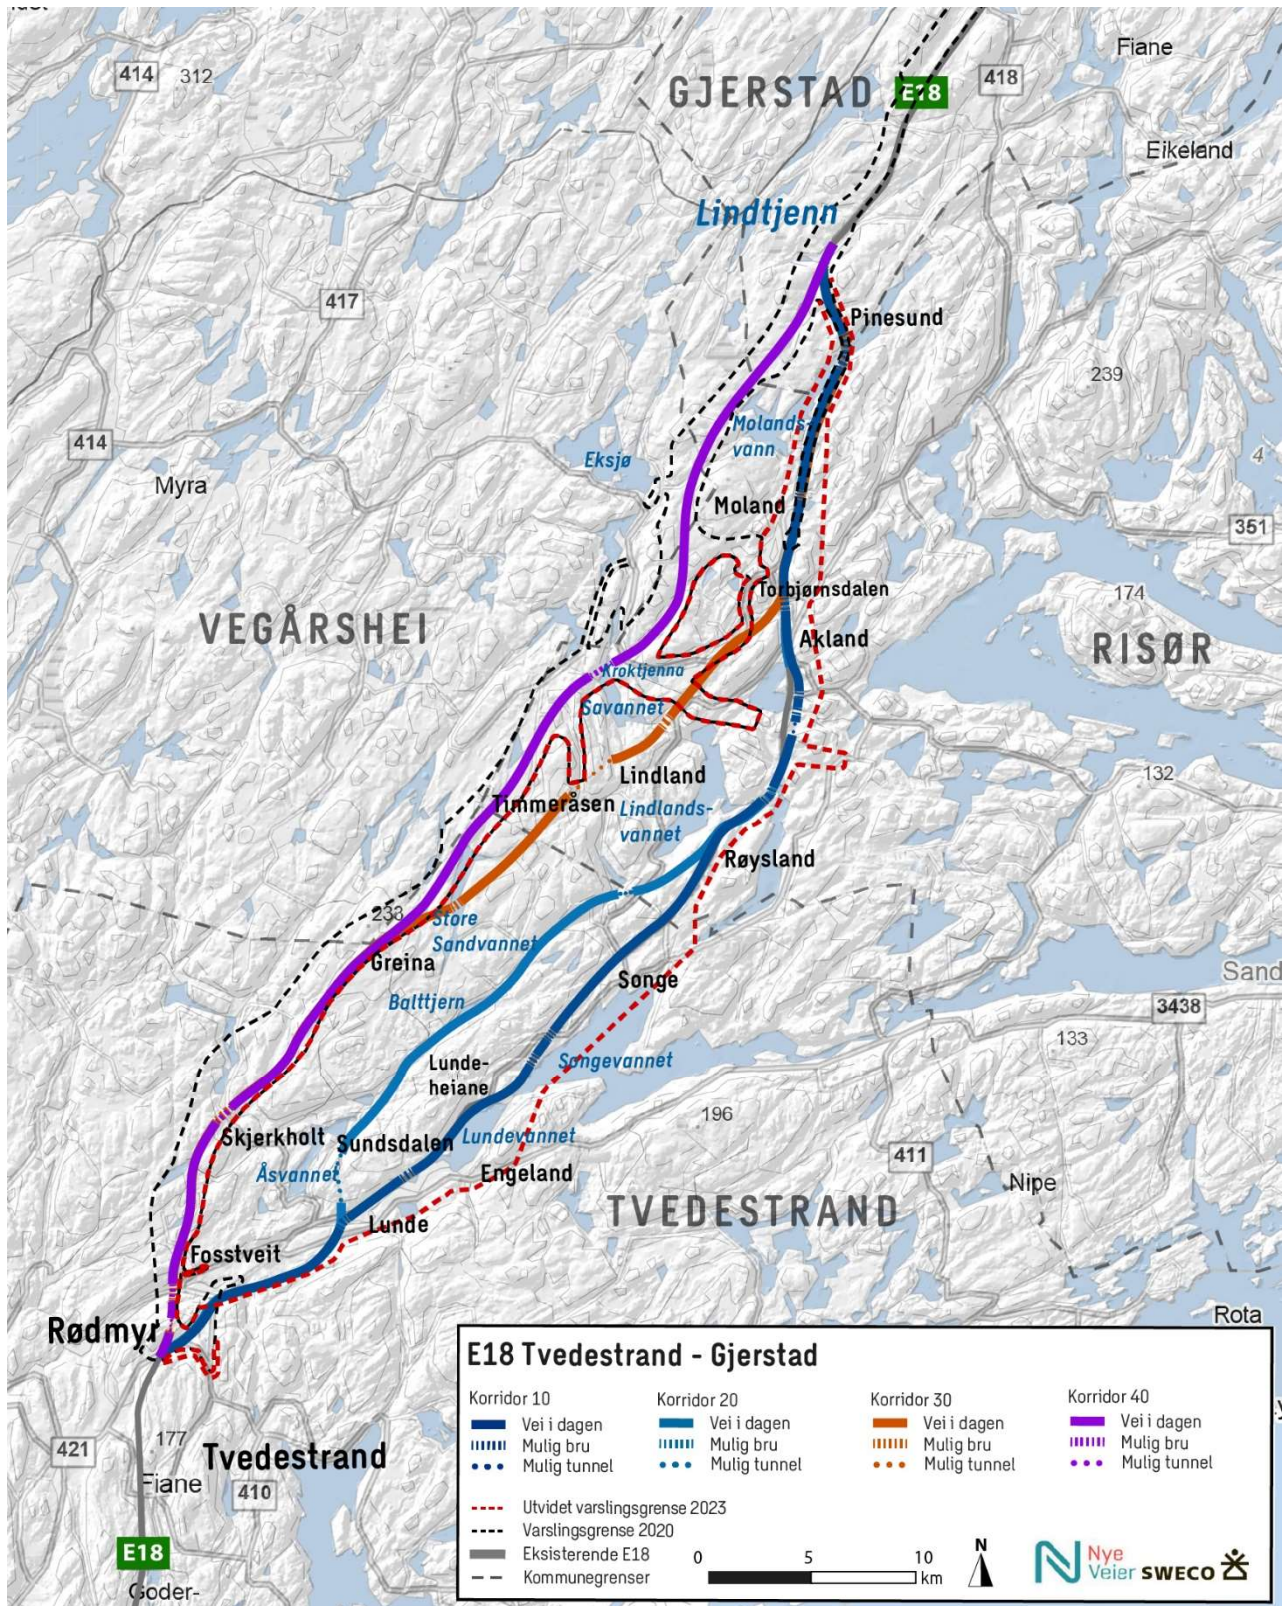 Fiane
414
312
GJERSTAD
E18
418
Eikeland
Lindtjenn
417
Pinesund
239
Molands-
vann
414
Eksjø
4
Myra
Moland
351
Torbjørnsdalen
174
VEGÅRSHEI
Akland
RISØR
Kroktjenna
Savannet
Lindland
132
Timmeråsen
Lindlands-
vannet
Røysland
233
Store
Sandvannet
Greina
Songe
Sand
Balttjern
3438
133
Lunde-
heiane
Songevannet
196
Skjerkholt
Sundsdalen
Lundevannet
411
Åsvannet
Engeland
Nipe
TVEDESTRAND
Lunde
Fosstveit
Rota
Rødmyr
E18 Tvedestrand - Gjerstad
Korridor 10
Vei i dagen
Mulig bru
Mulig tunnel
Korridor 20
Vei i dagen
Mulig bru
Mulig tunnel
Korridor 30
Vei i dagen
Mulig bru
Mulig tunnel
Korridor 40
Vei i dagen
Mulig bru
Mulig tunnel
Utvidet varslingsgrense 2023
Varslingsgrense 2020
Eksisterende E18
Kommunegrenser
0 5 10
km
N
Nye
Veier
SWECO
421
177
Tvedestrand
Fiane
410
E18
Goder-